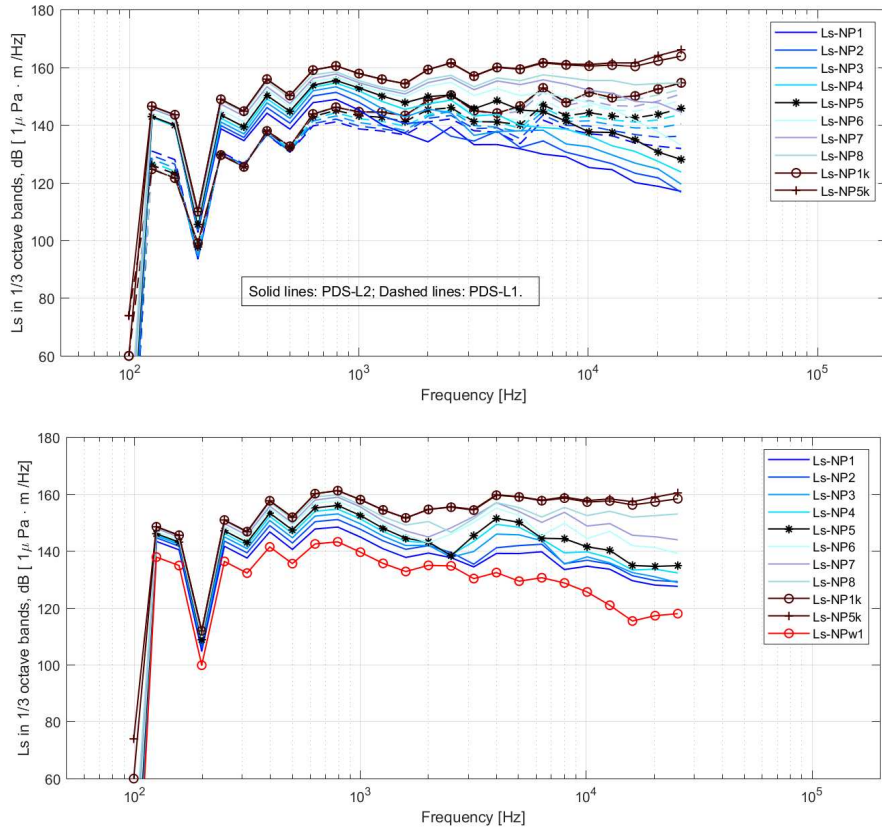 180
160
140
120
100
80
60
Ls in 1/3 octave bands, dB [ 1μ Pa · m /Hz]
Ls-NP1
Ls-NP2
Ls-NP3
Ls-NP4
Ls-NP5
Ls-NP6
Ls-NP7
Ls-NP8
Ls-NP1k
Ls-NP5k
Solid lines: PDS-L2; Dashed lines: PDS-L1.
10² 10³ 10⁴ 10⁵
Frequency [Hz]
180
160
140
120
100
80
60
Ls in 1/3 octave bands, dB [ 1μ Pa · m /Hz]
Ls-NP1
Ls-NP2
Ls-NP3
Ls-NP4
Ls-NP5
Ls-NP6
Ls-NP7
Ls-NP8
Ls-NP1k
Ls-NP5k
Ls-NPw1
10² 10³ 10⁴ 10⁵
Frequency [Hz]